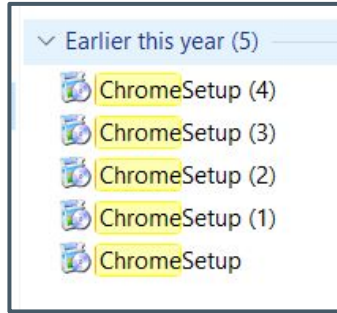 Earlier this year (5)
ChromeSetup (4)
ChromeSetup (3)
ChromeSetup (2)
ChromeSetup (1)
ChromeSetup